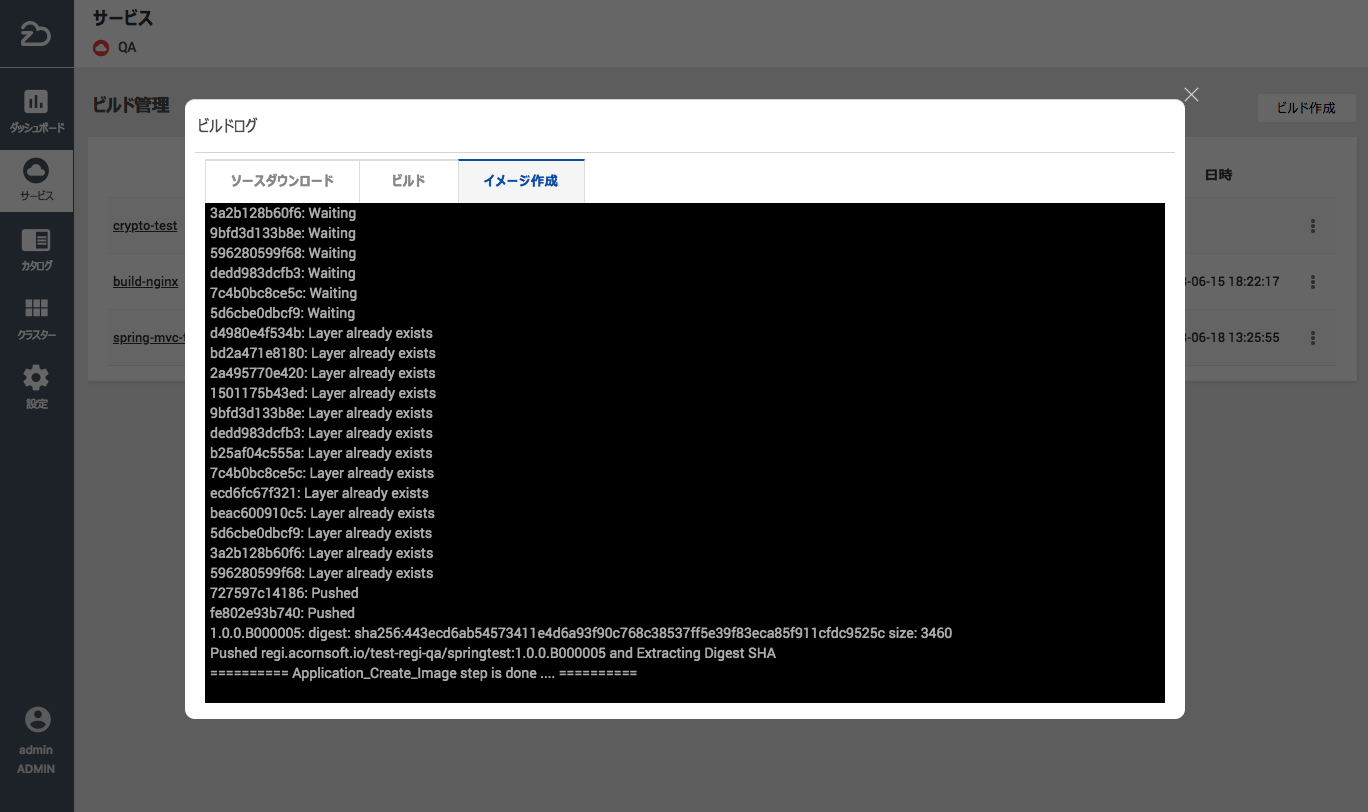 サービス
QA
ダッシュボード
サービス
カタログ
クラスター
設定
admin
ADMIN
ビルド管理
ビルド作成
日時
crypto-test
build-nginx
-06-15 18:22:17
spring-mvc-
-06-18 13:25:55
ビルドログ
ソースダウンロード
ビルド
イメージ作成
3a2b128b60f6: Waiting
9bfd3d133b8e: Waiting
596280599f68: Waiting
dedd983dcfb3: Waiting
7c4b0bc8ce5c: Waiting
5d6cbe0dbcf9: Waiting
d4980e4f534b: Layer already exists
bd2a471e8180: Layer already exists
2a495770e420: Layer already exists
1501175b43ed: Layer already exists
9bfd3d133b8e: Layer already exists
dedd983dcfb3: Layer already exists
b25af04c555a: Layer already exists
7c4b0bc8ce5c: Layer already exists
ecd6fc67f321: Layer already exists
beac600910c5: Layer already exists
5d6cbe0dbcf9: Layer already exists
3a2b128b60f6: Layer already exists
596280599f68: Layer already exists
727597c14186: Pushed
fe802e93b740: Pushed
1.0.0.B000005: digest: sha256:443ecd6ab54573411e4d6a93f90c768c38537ff5e39f83eca85f911cfdc9525c size: 3460
Pushed regi.acornsoft.io/test-regi-qa/springtest:1.0.0.B000005 and Extracting Digest SHA
========== Application_Create_Image step is done .... ==========